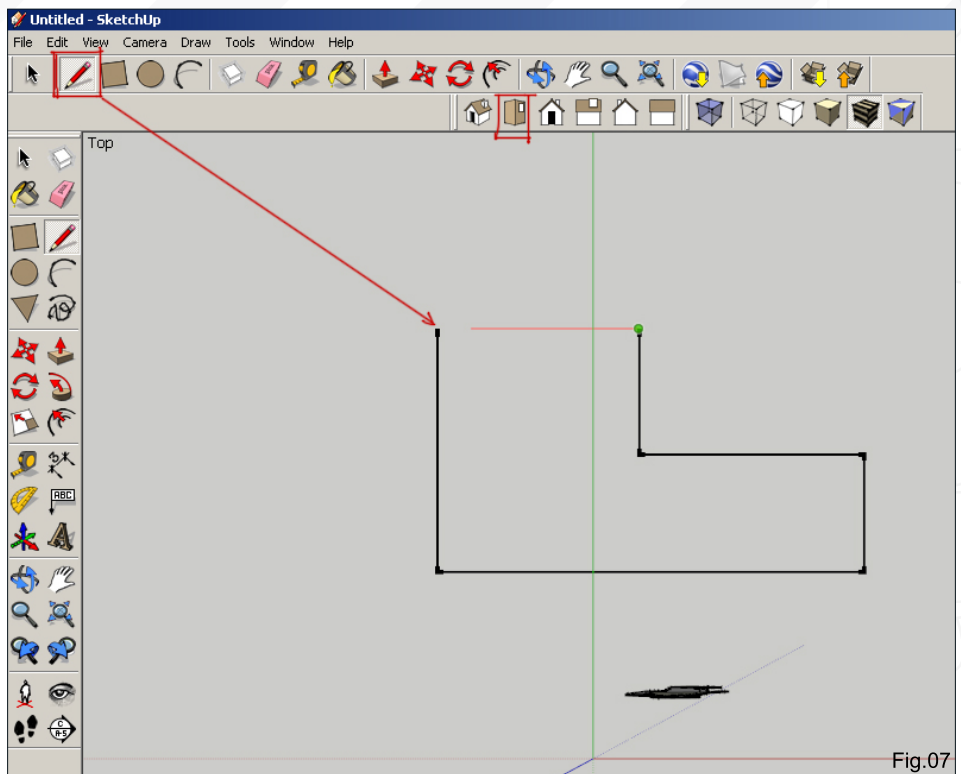 Untitled - SketchUp
File Edit View Camera Draw Tools Window Help
Top
ABC
Fig.07